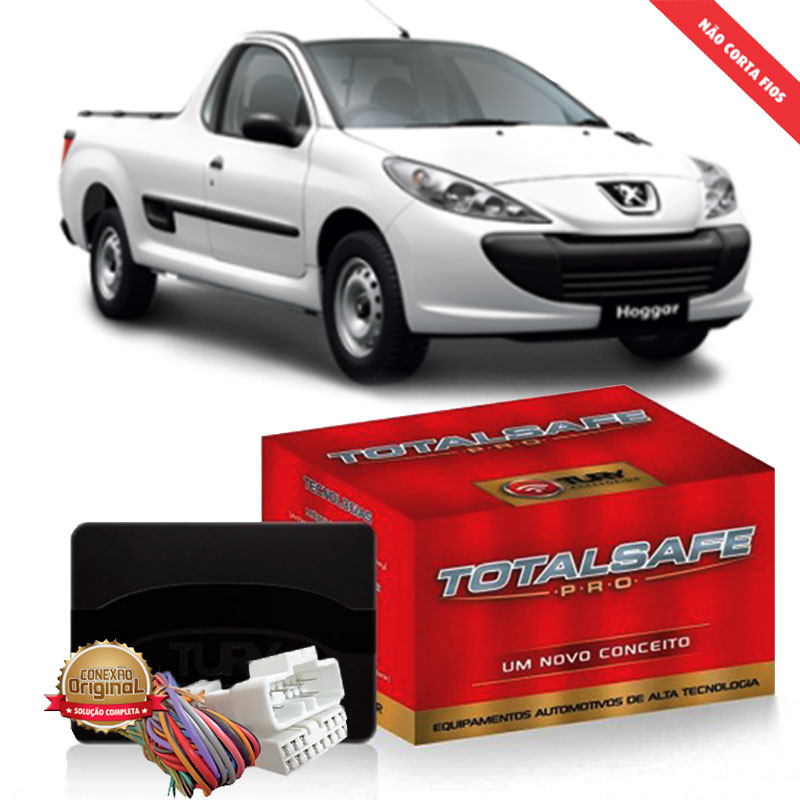 NÃO CORTA FIOS
Hoggar
TOTALSAFE
PRO
TURY
ACESSÓRIOS
TECNOLOGIAS
TOTALSAFE
PRO
UM NOVO CONCEITO
EQUIPAMENTOS AUTOMOTIVOS DE ALTA TECNOLOGIA
TURY
CONEXÃO
ORIGINAL
SOLUÇÃO COMPLETA